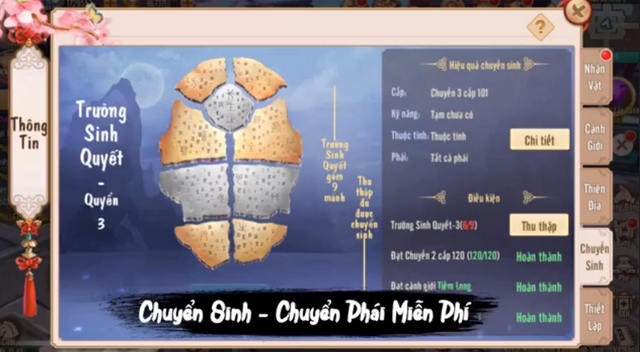 Thông
Tin
Trường
Sinh
Quyết
-
Quyển
3
Trường
Sinh
Quyết
gồm
9
mảnh
Thu
thập
đủ
được
chuyển
sinh
?
Hiệu quả chuyển sinh
Cấp: Chuyển 3 cấp 101
Kỹ năng: Tạm chưa có
Thuộc tính: Thuộc tính
Chi tiết
Phái: Tất cả phái
Điều kiện
Trường Sinh Quyết-3
Thu thập
Đạt Chuyển 2 cấp 120 (120/120) Hoàn thành
Đạt cảnh giới Tiềm Long Hoàn thành
Hoàn thành
Nhân
Vật
Cảnh
Giới
Thiên
Địa
Chuyển
Sinh
Thiết
Lập
Chuyển Sinh - Chuyển Phái Miễn Phí